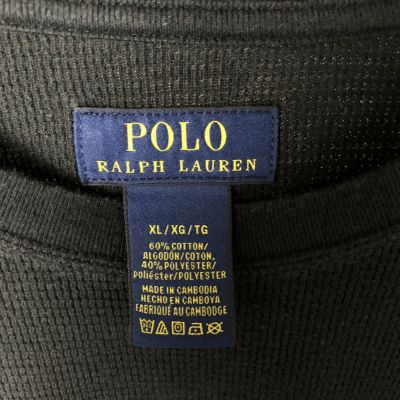 POLO
RALPH LAUREN
XL/XG/TG
60% COTTON/
ALGODÓN/COTON,
40% POLYESTER/
poliéster/POLYESTER
MADE IN CAMBODIA
HECHO EN CAMBOYA
FABRIQUÉ AU CAMBODGE